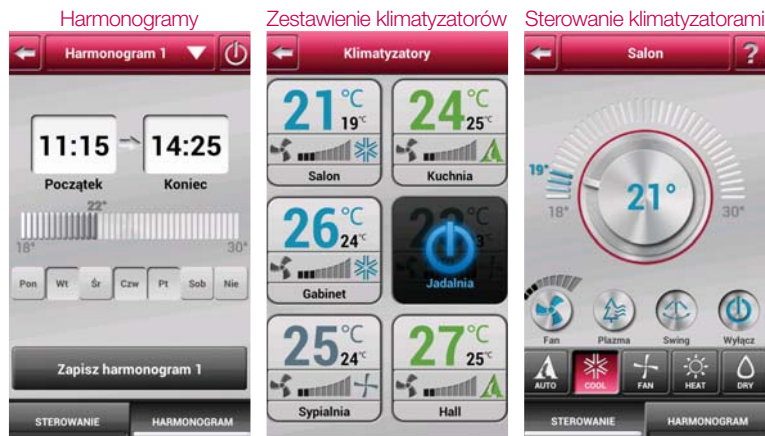 Harmonogramy
Harmonogram 1
11:15
14:25
Początek
Koniec
22°
18°
30°
Pon
Wt
Śr
Czw
Pt
Sob
Nie
Zapisz harmonogram 1
STEROWANIE
HARMONOGRAM
Zestawienie klimatyzatorów
Klimatyzatory
21°C
19°C
Salon
24°C
25°C
Kuchnia
26°C
24°C
Gabinet
Jadalnia
25°C
24°C
Sypialnia
27°C
25°C
Hall
Sterowanie klimatyzatorami
Salon
?
19°
18°
21°
30°
Fan
Plazma
Swing
Wyłącz
AUTO
COOL
FAN
HEAT
DRY
STEROWANIE
HARMONOGRAM